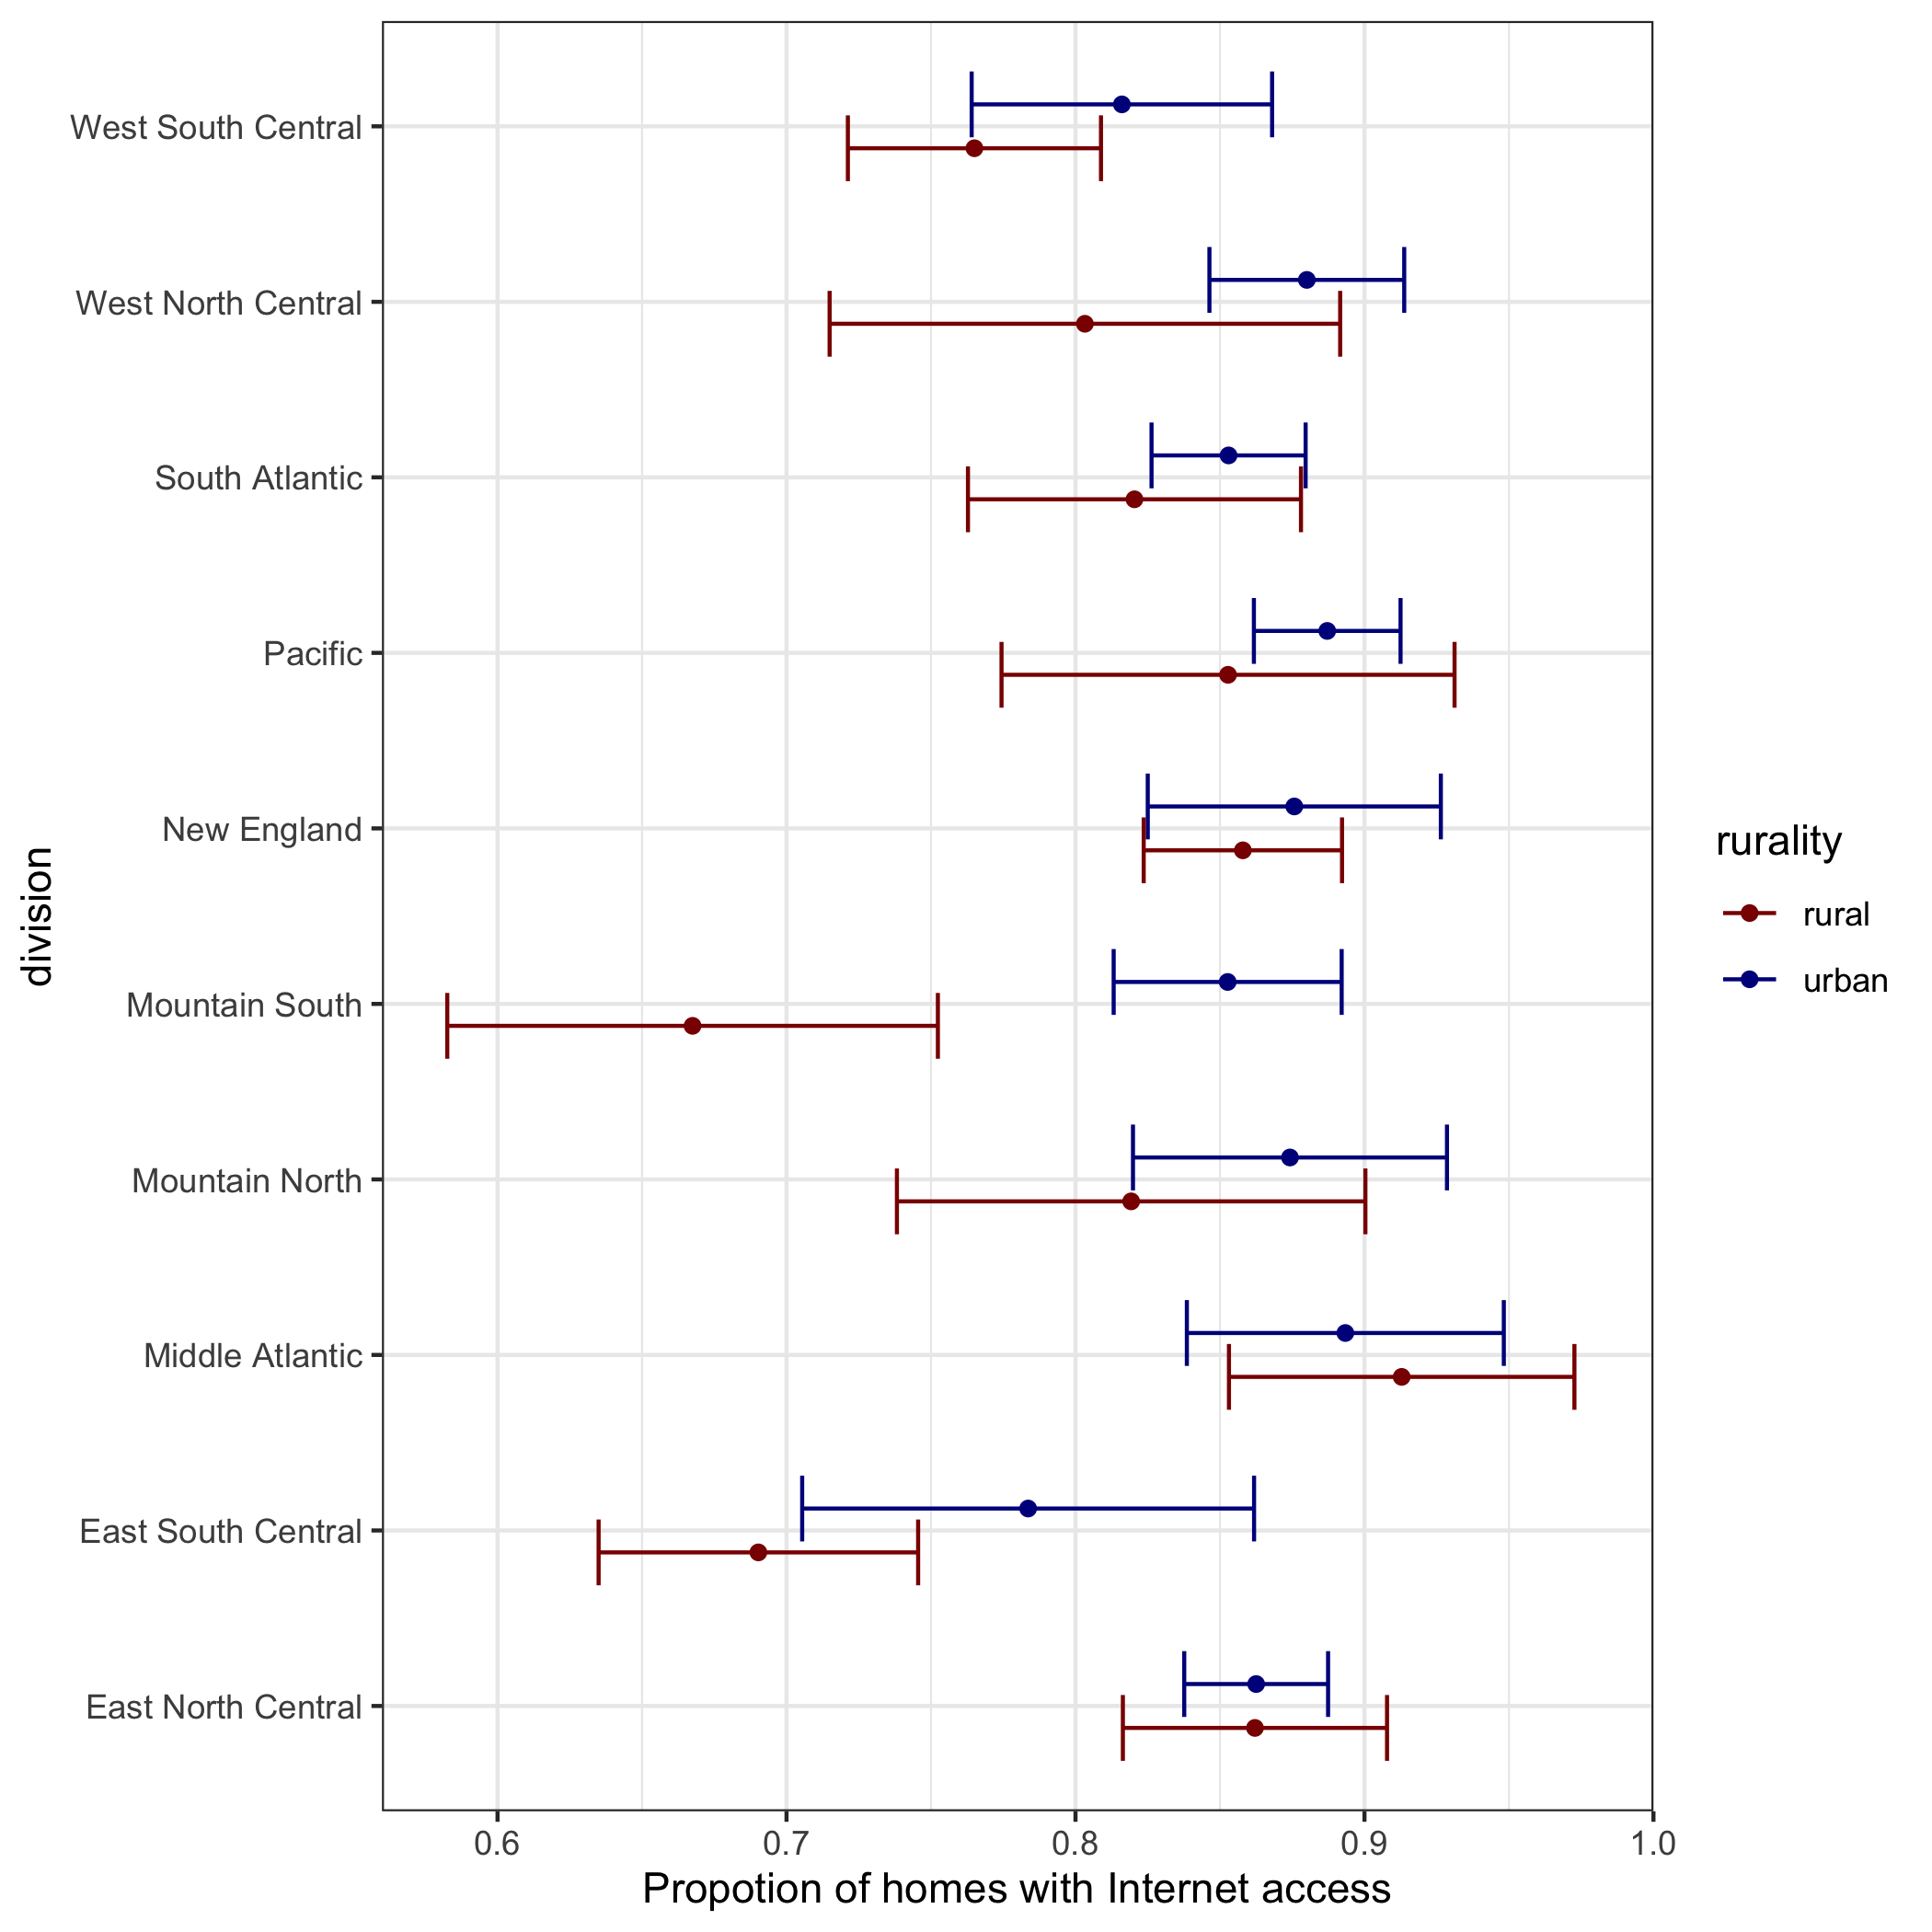 West South Central
West North Central
South Atlantic
Pacific
New England
Mountain South
Mountain North
Middle Atlantic
East South Central
East North Central
division
0.6 0.7 0.8 0.9 1.0
Propotion of homes with Internet access
rurality
rural
urban